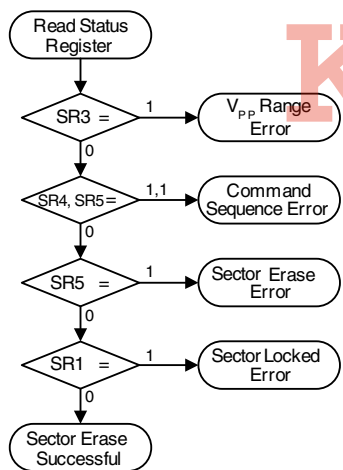 Read Status
Register
SR3 =
1
V_PP Range
Error
0
SR4, SR5=
1,1
Command
Sequence Error
0
SR5 =
1
Sector Erase
Error
0
SR1 =
1
Sector Locked
Error
0
Sector Erase
Successful